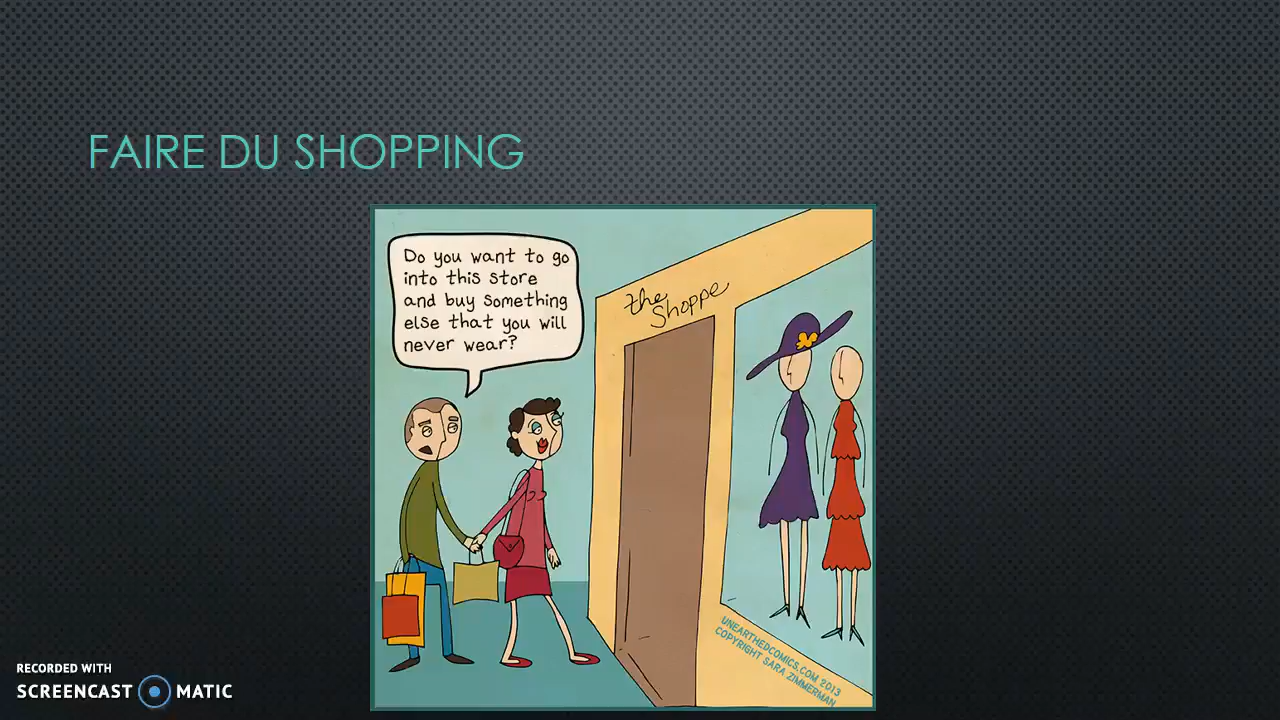 FAIRE DU SHOPPING
Do you want to go
into this store
and buy something
else that you will
never wear?
the
Shoppe
UNEARTHEDCOMICS.COM 2013
COPYRIGHT SARA ZIMMERMAN
RECORDED WITH
SCREENCAST MATIC